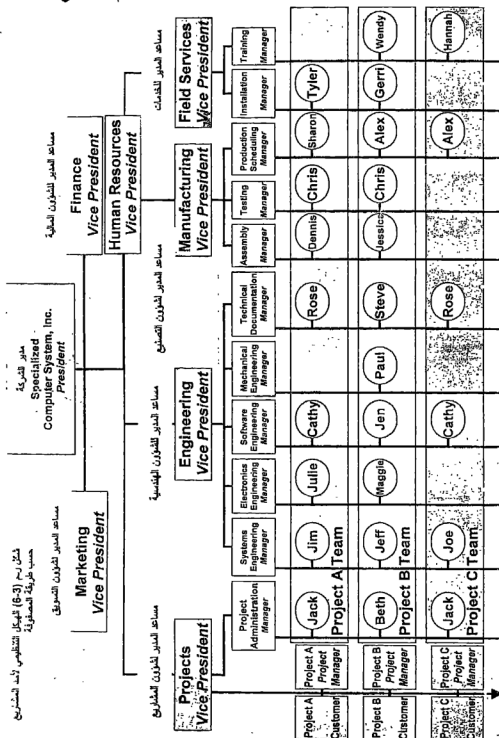 شكل رقم (3-6) الهيكل التنظيمي لأحد المشاريع
حسب طريقة المصفوفة
مدير الشركة
Specialized
Computer System, Inc.
President
مساعد المدير لشؤون التسويق
Marketing
Vice President
مساعد المدير للشؤون المالية
Finance
Vice President
Human Resources
Vice President
مساعد المدير لشؤون المشاريع
Projects
Vice President
مساعد المدير للشؤون الهندسية
Engineering
Vice President
مساعد المدير لشؤون التصنيع
Manufacturing
Vice President
مساعد المدير للخدمات
Field Services
Vice President
Project
Administration
Manager
Systems
Engineering
Manager
Electronics
Engineering
Manager
Software
Engineering
Manager
Mechanical
Engineering
Manager
Technical
Documentation
Manager
Assembly
Manager
Testing
Manager
Production
Scheduling
Manager
Installation
Manager
Training
Manager
Project A
Customer
Project A
Project
Manager
Jack
Jim
Julie
Cathy
Rose
Dennis
Chris
Sharon
Tyler
Project A Team
Project B
Customer
Project B
Project
Manager
Beth
Jeff
Maggie
Jen
Paul
Steve
Jessica
Chris
Alex
Gerri
Wendy
Project B Team
Project C
Customer
Project C
Project
Manager
Jack
Joe
Cathy
Rose
Alex
Hannah
Project C Team